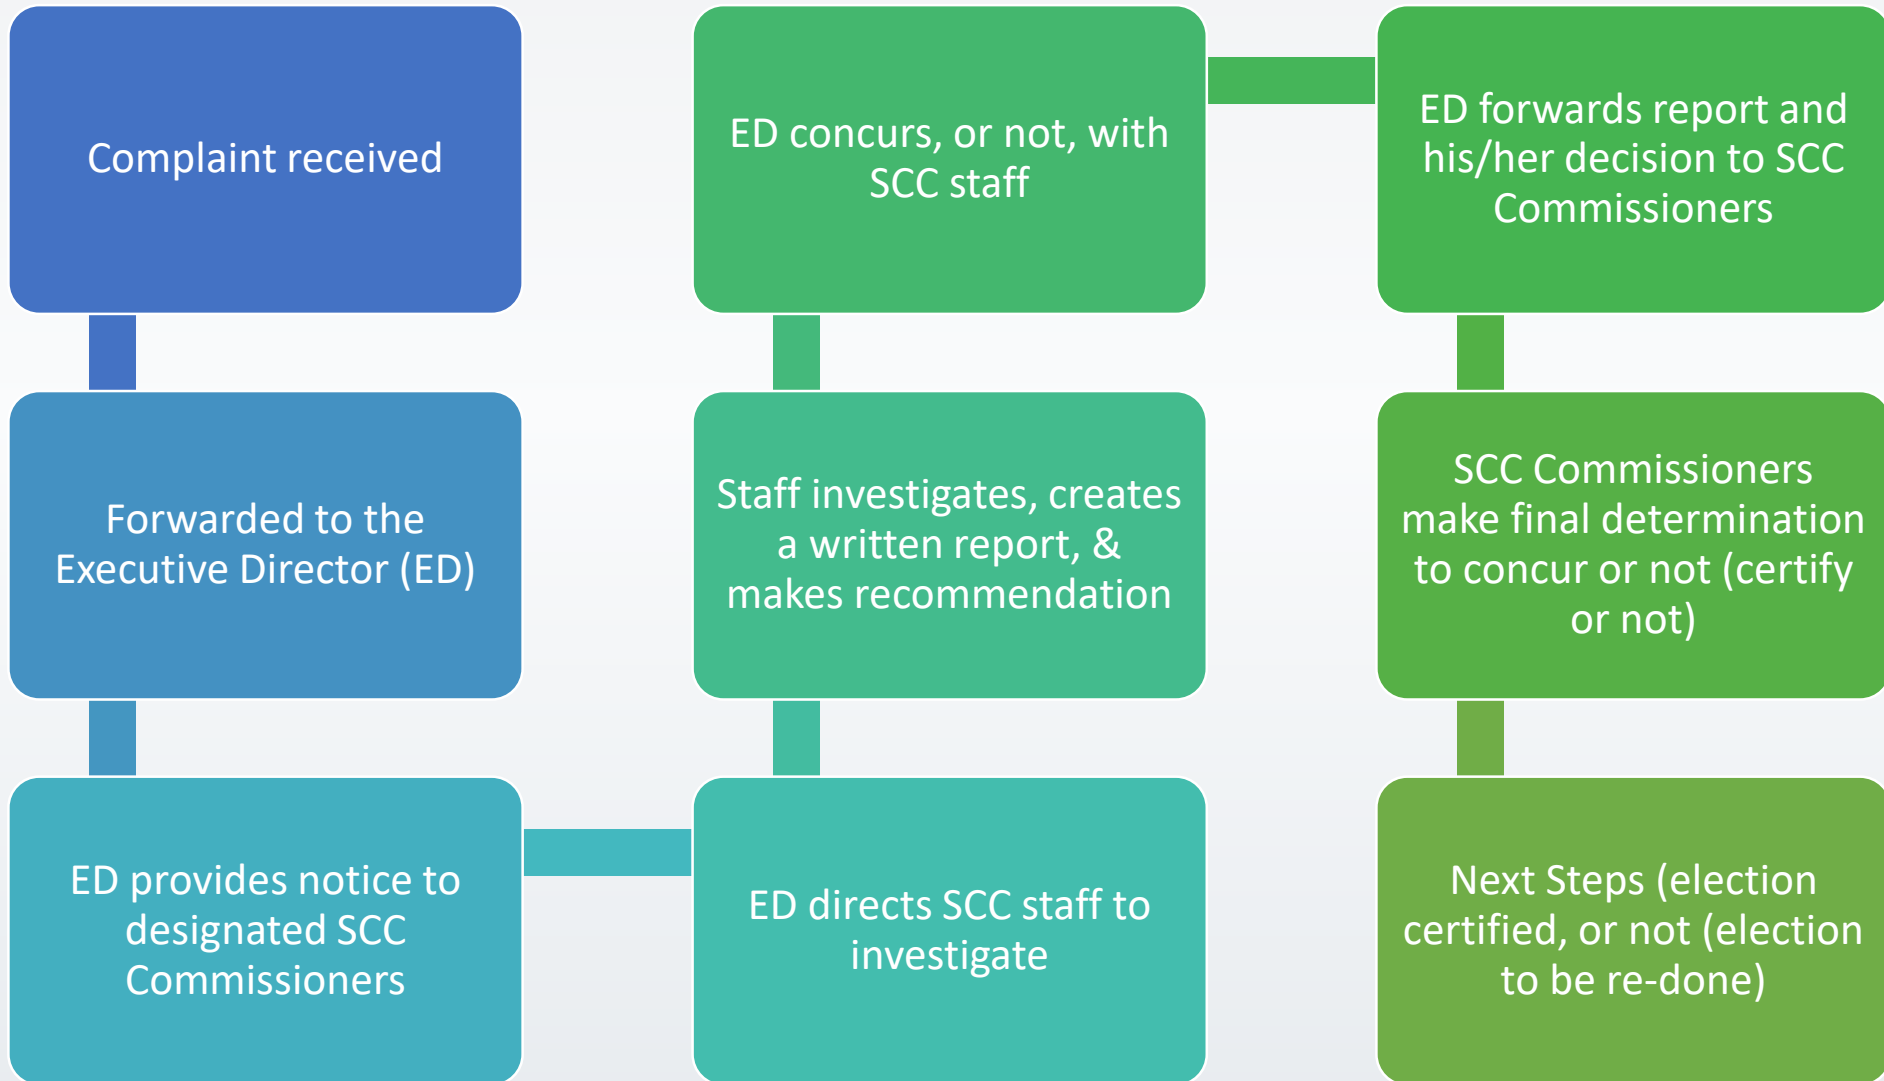 Complaint received
Forwarded to the
Executive Director (ED)
ED provides notice to
designated SCC
Commissioners
ED directs SCC staff to
investigate
Staff investigates, creates
a written report, &
makes recommendation
ED concurs, or not, with
SCC staff
ED forwards report and
his/her decision to SCC
Commissioners
SCC Commissioners
make final determination
to concur or not (certify
or not)
Next Steps (election
certified, or not (election
to be re-done)